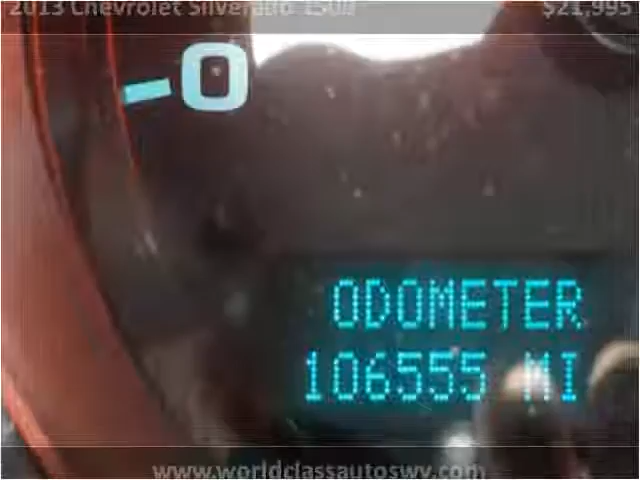 2013 Chevrolet Silverado 1500
$21,995
0
ODOMETER
106555 MI
www.worldclassautoswv.com